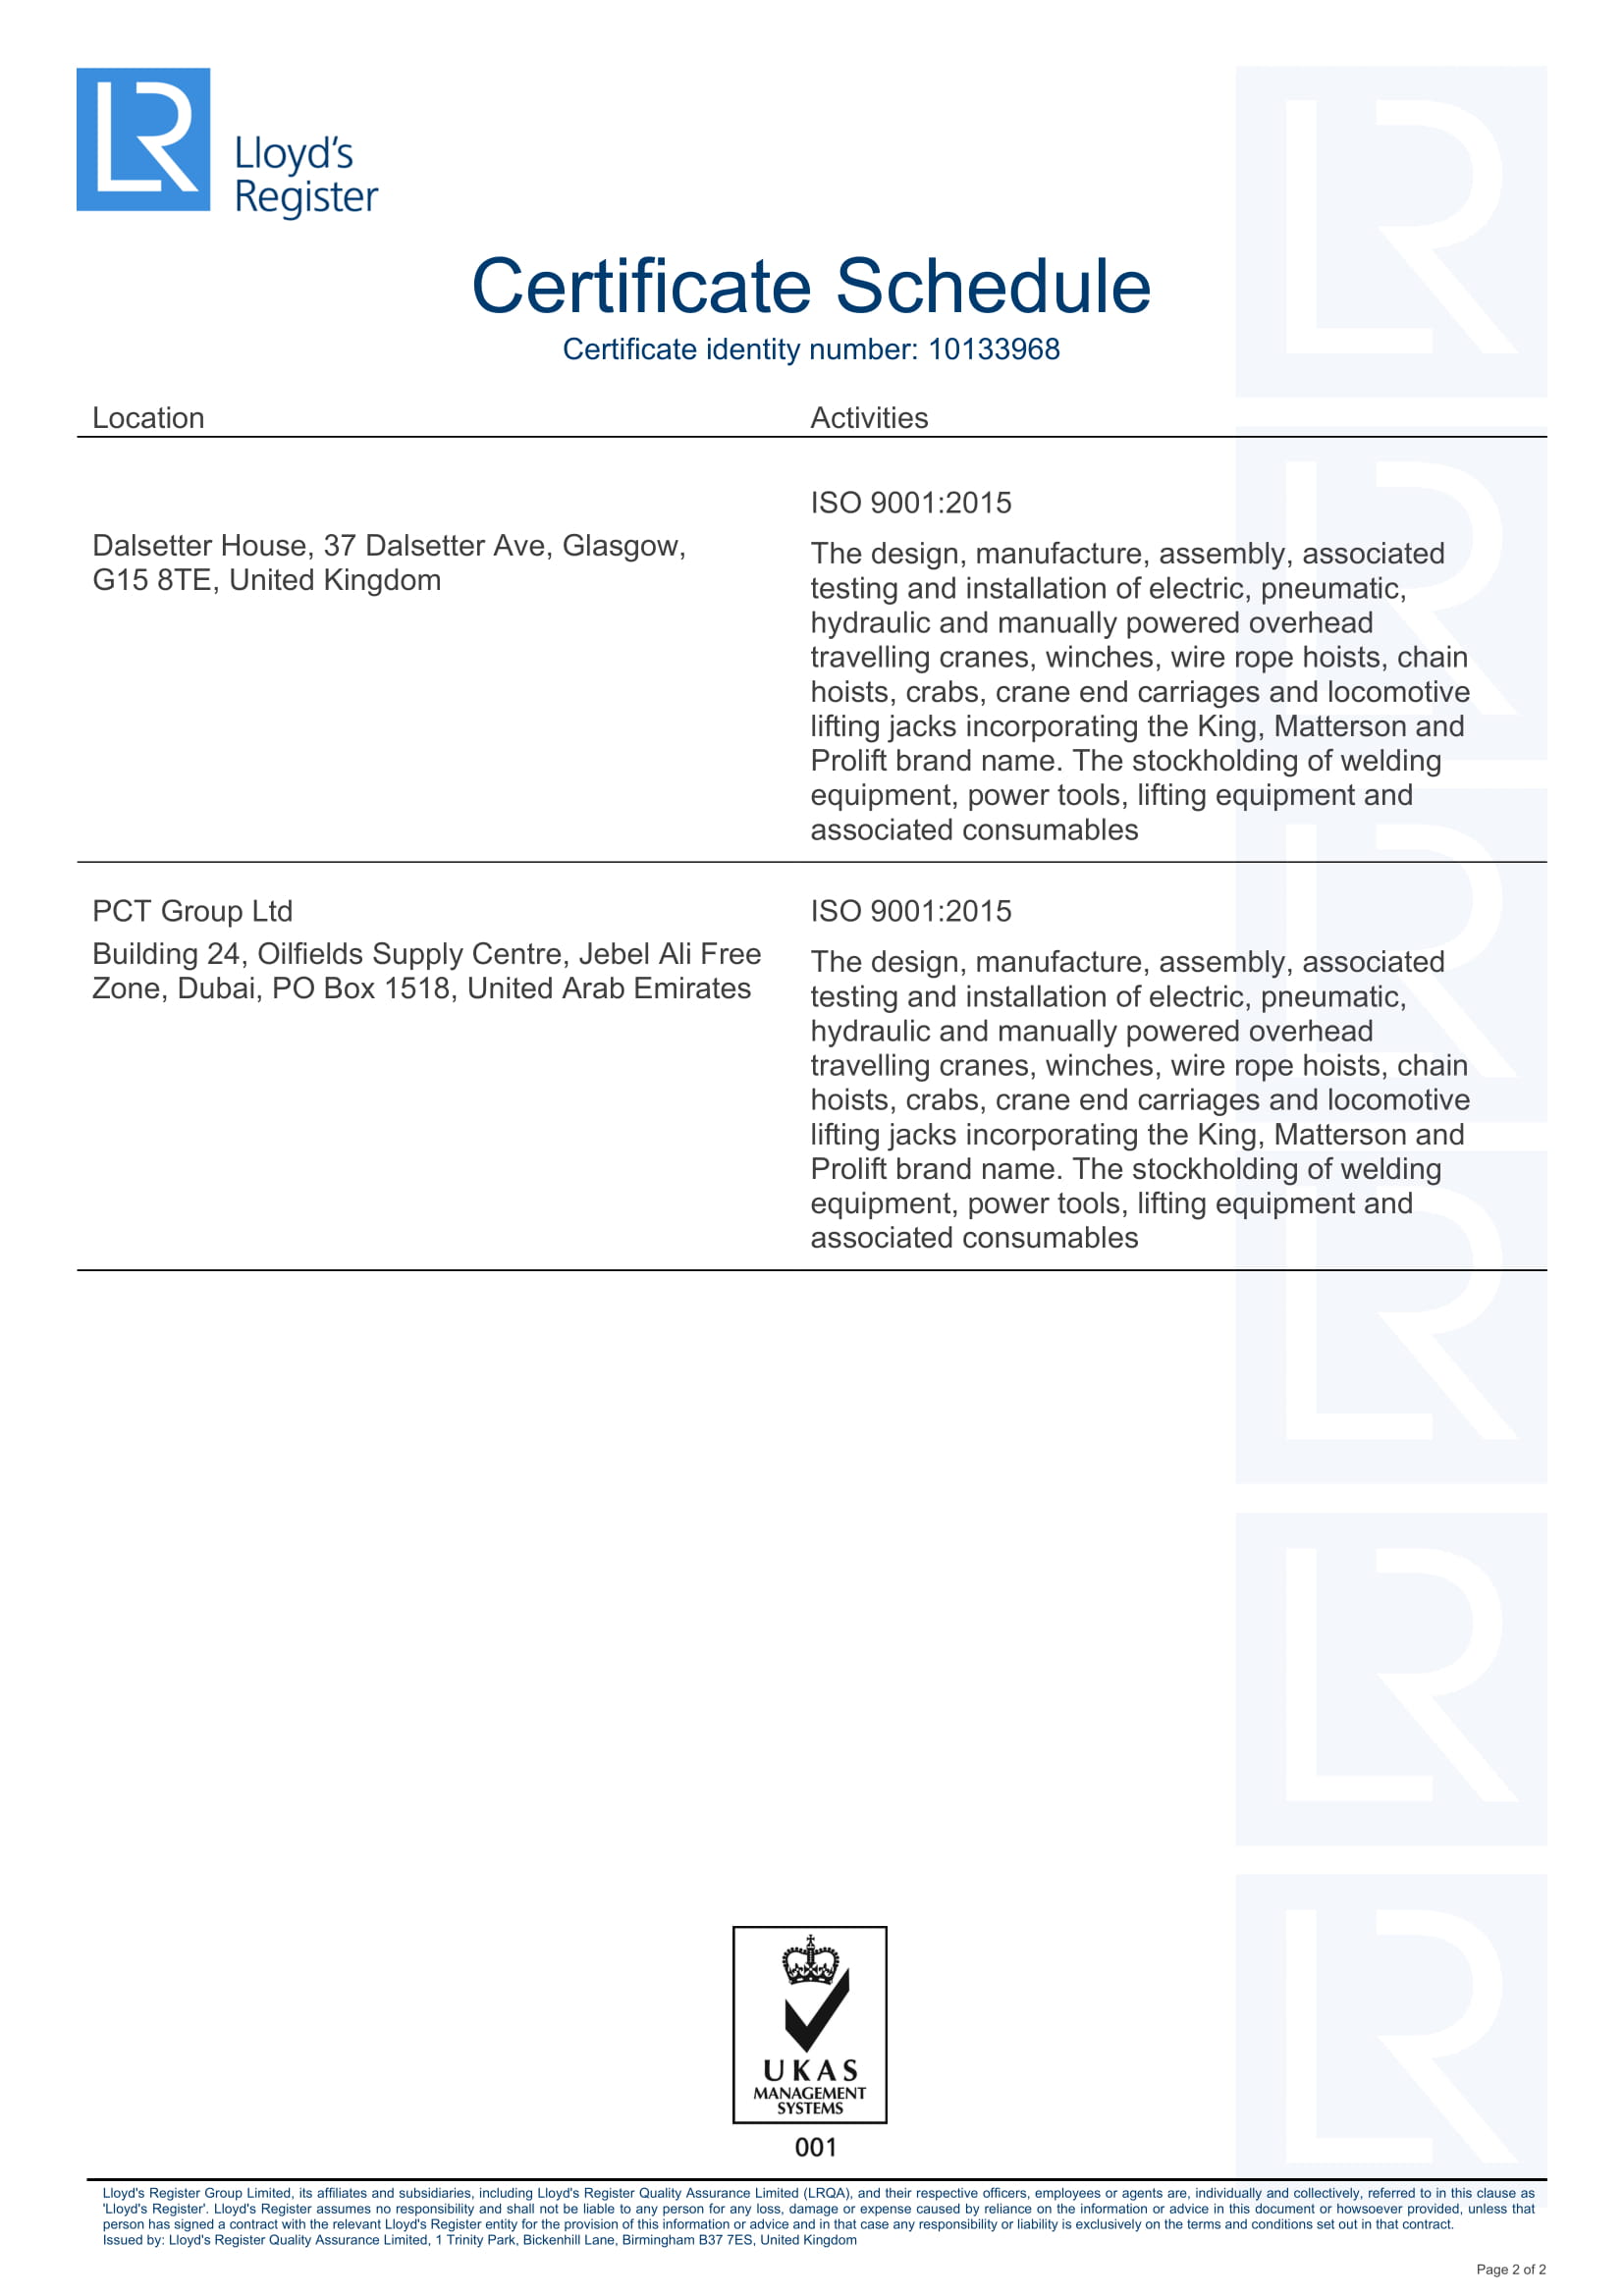 LR
Lloyd's
Register
Certificate Schedule
Certificate identity number: 10133968
Location
Activities
Dalsetter House, 37 Dalsetter Ave, Glasgow,
G15 8TE, United Kingdom
ISO 9001:2015
The design, manufacture, assembly, associated
testing and installation of electric, pneumatic,
hydraulic and manually powered overhead
travelling cranes, winches, wire rope hoists, chain
hoists, crabs, crane end carriages and locomotive
lifting jacks incorporating the King, Matterson and
Prolift brand name. The stockholding of welding
equipment, power tools, lifting equipment and
associated consumables
PCT Group Ltd
Building 24, Oilfields Supply Centre, Jebel Ali Free
Zone, Dubai, PO Box 1518, United Arab Emirates
ISO 9001:2015
The design, manufacture, assembly, associated
testing and installation of electric, pneumatic,
hydraulic and manually powered overhead
travelling cranes, winches, wire rope hoists, chain
hoists, crabs, crane end carriages and locomotive
lifting jacks incorporating the King, Matterson and
Prolift brand name. The stockholding of welding
equipment, power tools, lifting equipment and
associated consumables
UKAS
MANAGEMENT
SYSTEMS
001
Lloyd's Register Group Limited, its affiliates and subsidiaries, including Lloyd's Register Quality Assurance Limited (LRQA), and their respective officers, employees or agents are, individually and collectively, referred to in this clause as
'Lloyd's Register'. Lloyd's Register assumes no responsibility and shall not be liable to any person for any loss, damage or expense caused by reliance on the information or advice in this document or howsoever provided, unless that
person has signed a contract with the relevant Lloyd's Register entity for the provision of this information or advice and in that case any responsibility or liability is exclusively on the terms and conditions set out in that contract.
Issued by: Lloyd's Register Quality Assurance Limited, 1 Trinity Park, Bickenhill Lane, Birmingham B37 7ES, United Kingdom
Page 2 of 2